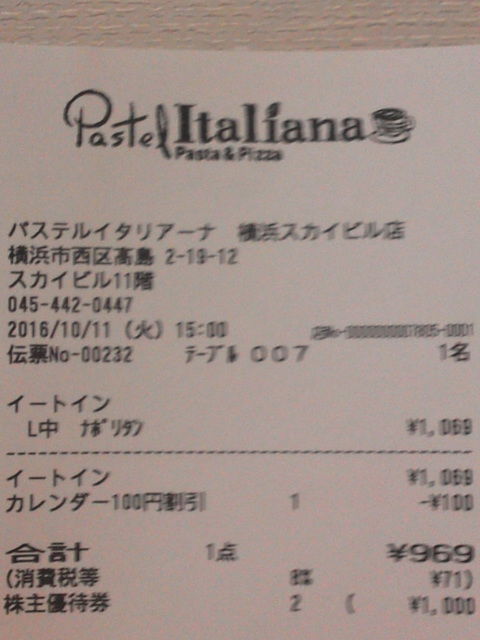 Pastel Italiana
Pasta & Pizza
パステルイタリアーナ 横浜スカイビル店
横浜市西区高島 2-19-12
スカイビル11階
045-442-0447
2016/10/11 (火) 15:00
伝票No-00232 ﾃｰﾌﾞﾙ 007 1名
イートイン
L中 ﾅﾎﾟﾘﾀﾝ ¥1,069
イートイン ¥1,069
カレンダー100円割引 1 -¥100
合計 1点 ¥969
(消費税等 8% ¥71)
株主優待券 2 ( ¥1,000